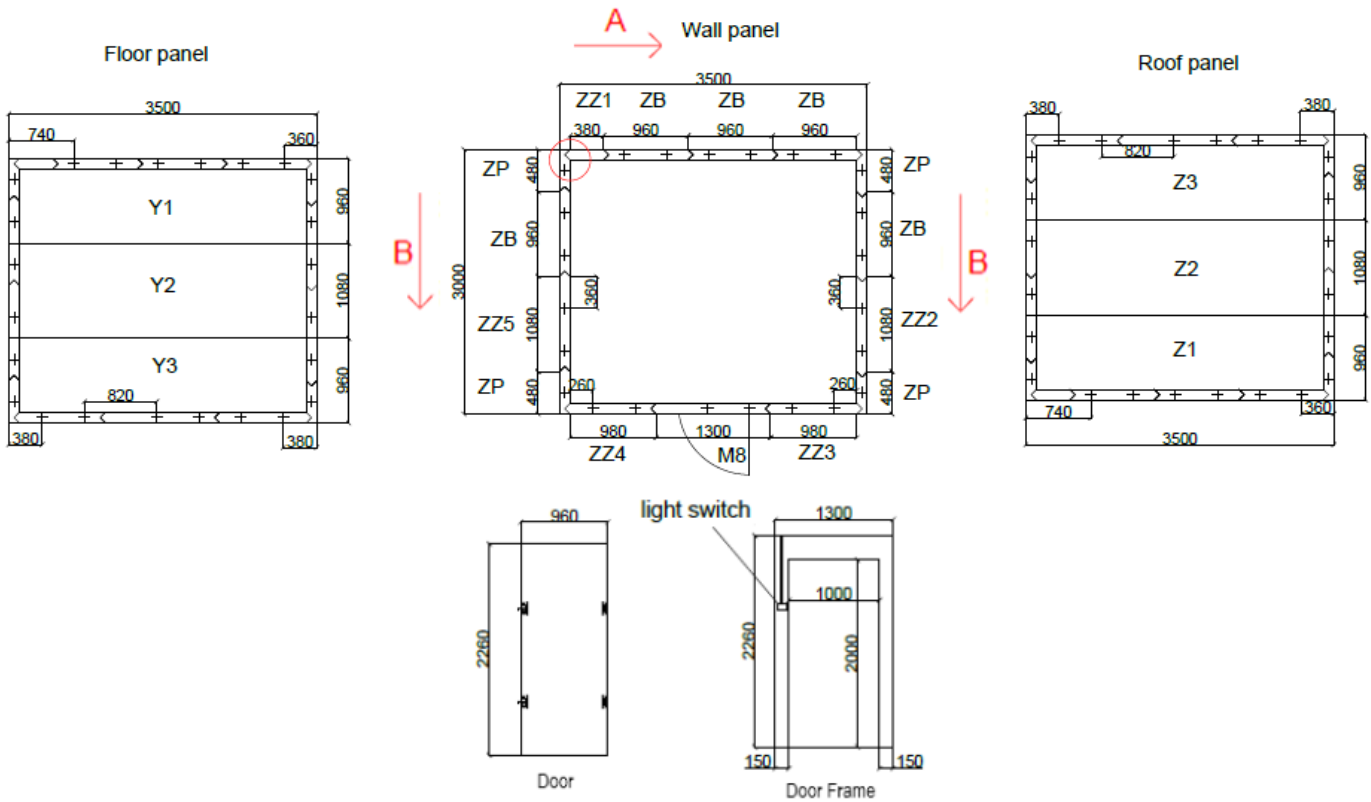 A
Wall panel
Floor panel
Roof panel
3500
740
360
Y1
Y2
Y3
960
1080
960
820
380
380
B
3500
ZZ1 ZB ZB ZB
380 960 960 960
3000
ZP
480
ZB
960
360
ZZ5
1080
ZP
480
260
ZP
480
ZB
960
360
ZZ2
1080
ZP
480
260
980 1300 980
ZZ4 M8 ZZ3
B
380
380
820
Z3
Z2
Z1
960
1080
960
740
360
3500
960
2260
Door
light switch
1300
1000
2260
2000
150
150
Door Frame